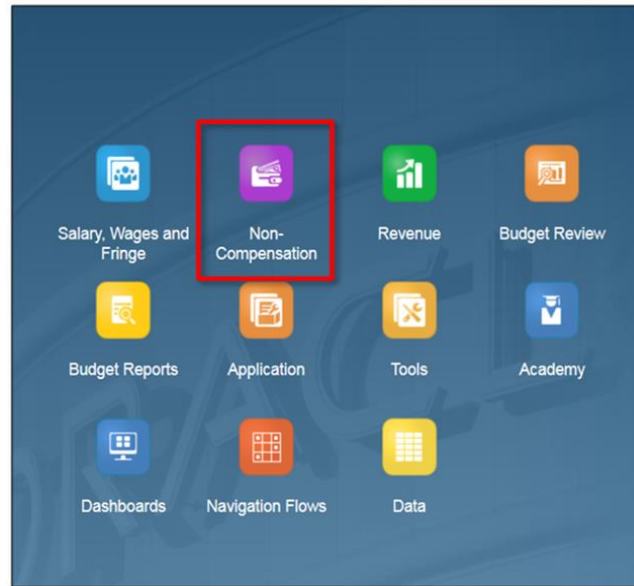 Salary, Wages and
Fringe
Non-
Compensation
Revenue
Budget Review
Budget Reports
Application
Tools
Academy
Dashboards
Navigation Flows
Data